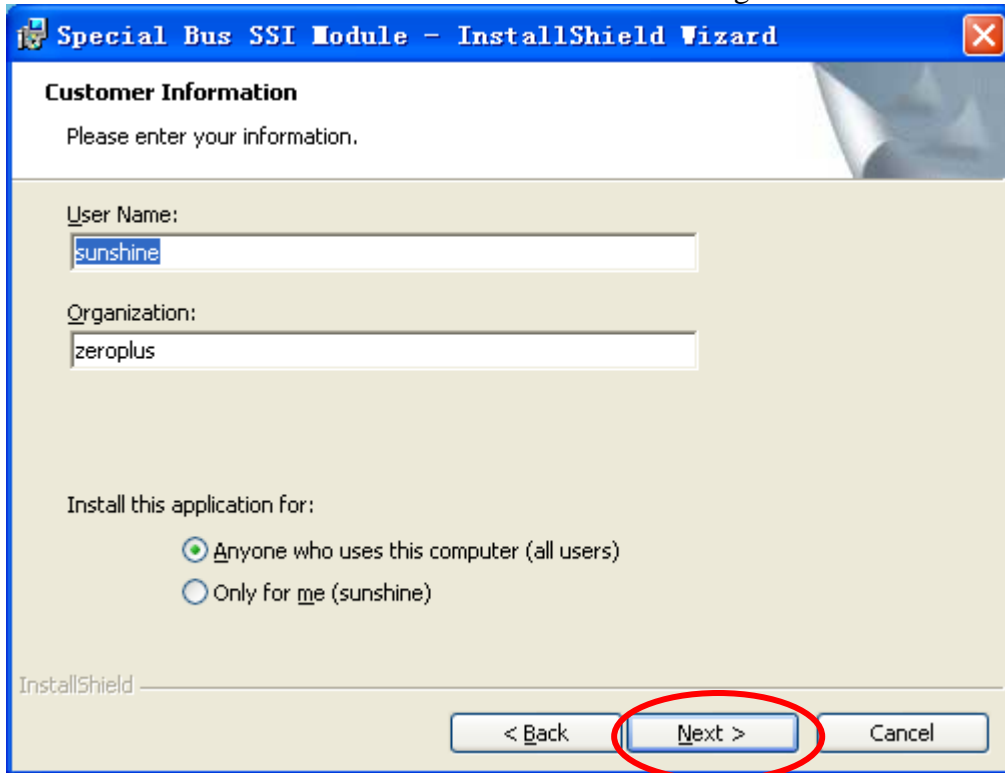 Special Bus SSI Module - InstallShield Wizard
Customer Information
Please enter your information.
User Name:
sunshine
Organization:
zeroplus
Install this application for:
Anyone who uses this computer (all users)
Only for me (sunshine)
InstallShield
< Back Next > Cancel